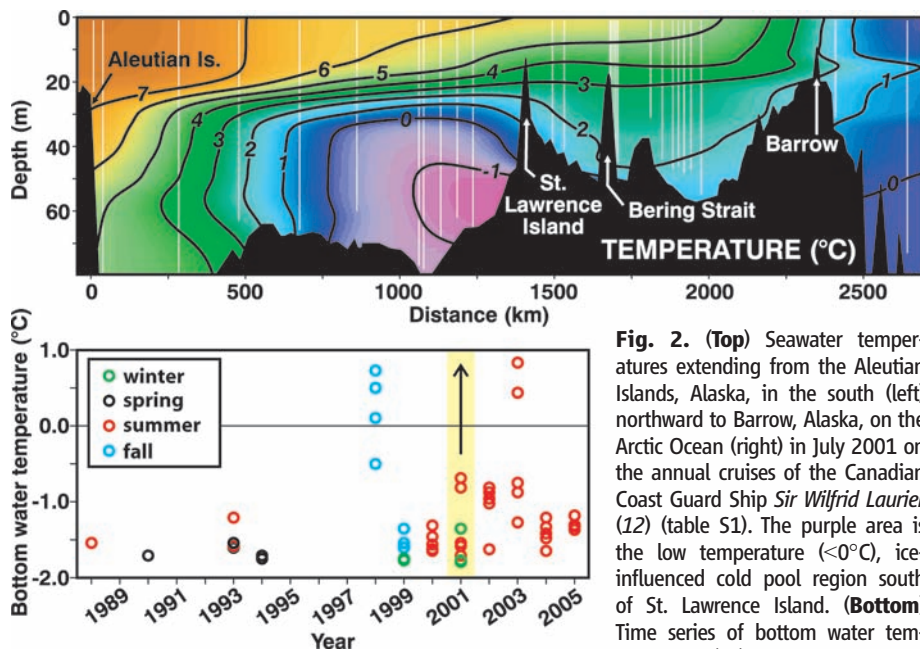 0
20
40
60
Depth (m)
Aleutian Is.
7
6
5
4
3
4
3
2
1
0
-1
2
0
1
0
St.
Lawrence
Island
Bering Strait
Barrow
TEMPERATURE (°C)
0
500
1000
1500
2000
2500
Distance (km)
Bottom water temperature (°C)
1.0
0.0
-1.0
-2.0
winter
spring
summer
fall
1989
1991
1993
1995
1997
1999
2001
2003
2005
Year
Fig. 2. (Top) Seawater temper-
atures extending from the Aleutian
Islands, Alaska, in the south (left)
northward to Barrow, Alaska, on the
Arctic Ocean (right) in July 2001 on
the annual cruises of the Canadian
Coast Guard Ship Sir Wilfrid Laurier
(12) (table S1). The purple area is
the low temperature (<0°C), ice-
influenced cold pool region south
of St. Lawrence Island. (Bottom)
Time series of bottom water tem-